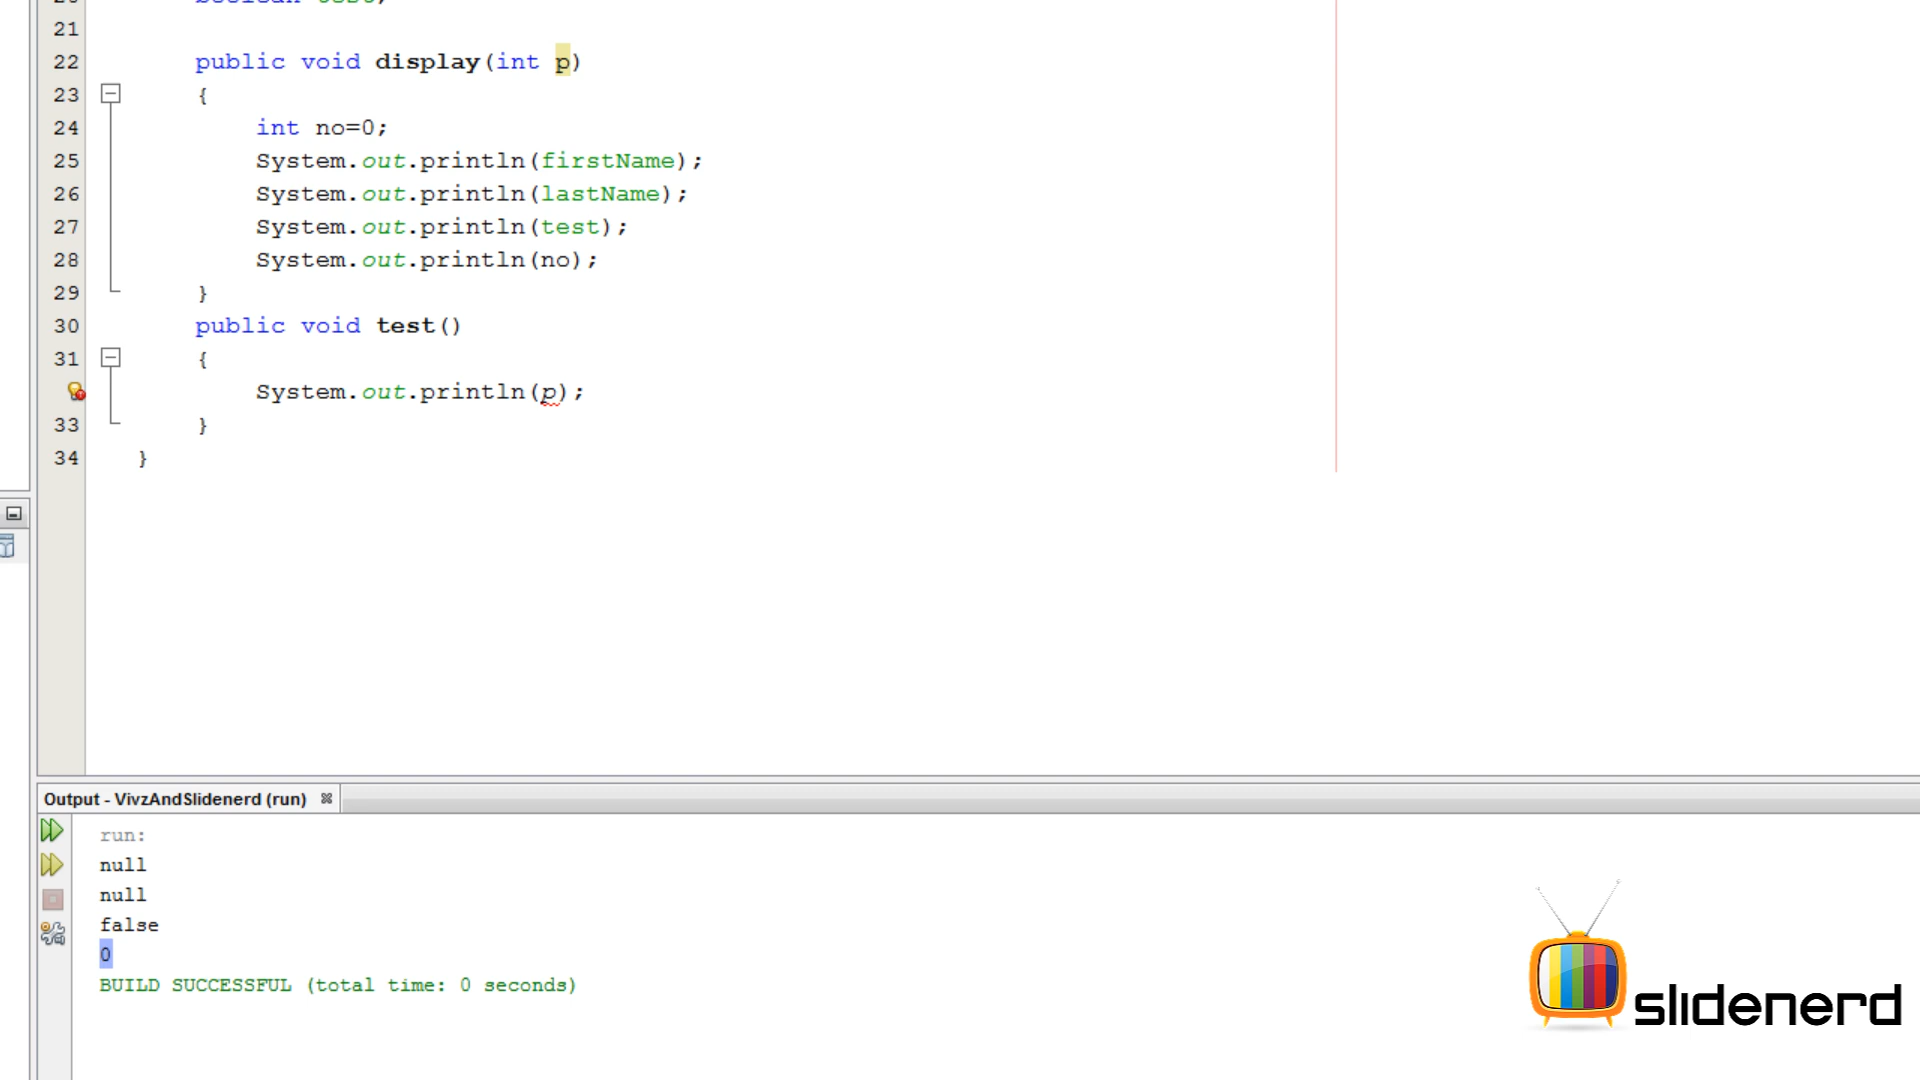 boolean test;
21
22 public void display(int p)
23 {
24 int no=0;
25 System.out.println(firstName);
26 System.out.println(lastName);
27 System.out.println(test);
28 System.out.println(no);
29 }
30 public void test()
31 {
System.out.println(p);
33 }
34 }
Output - VivzAndSlidenerd (run)
run:
null
null
false
0
BUILD SUCCESSFUL (total time: 0 seconds)
slidenerd